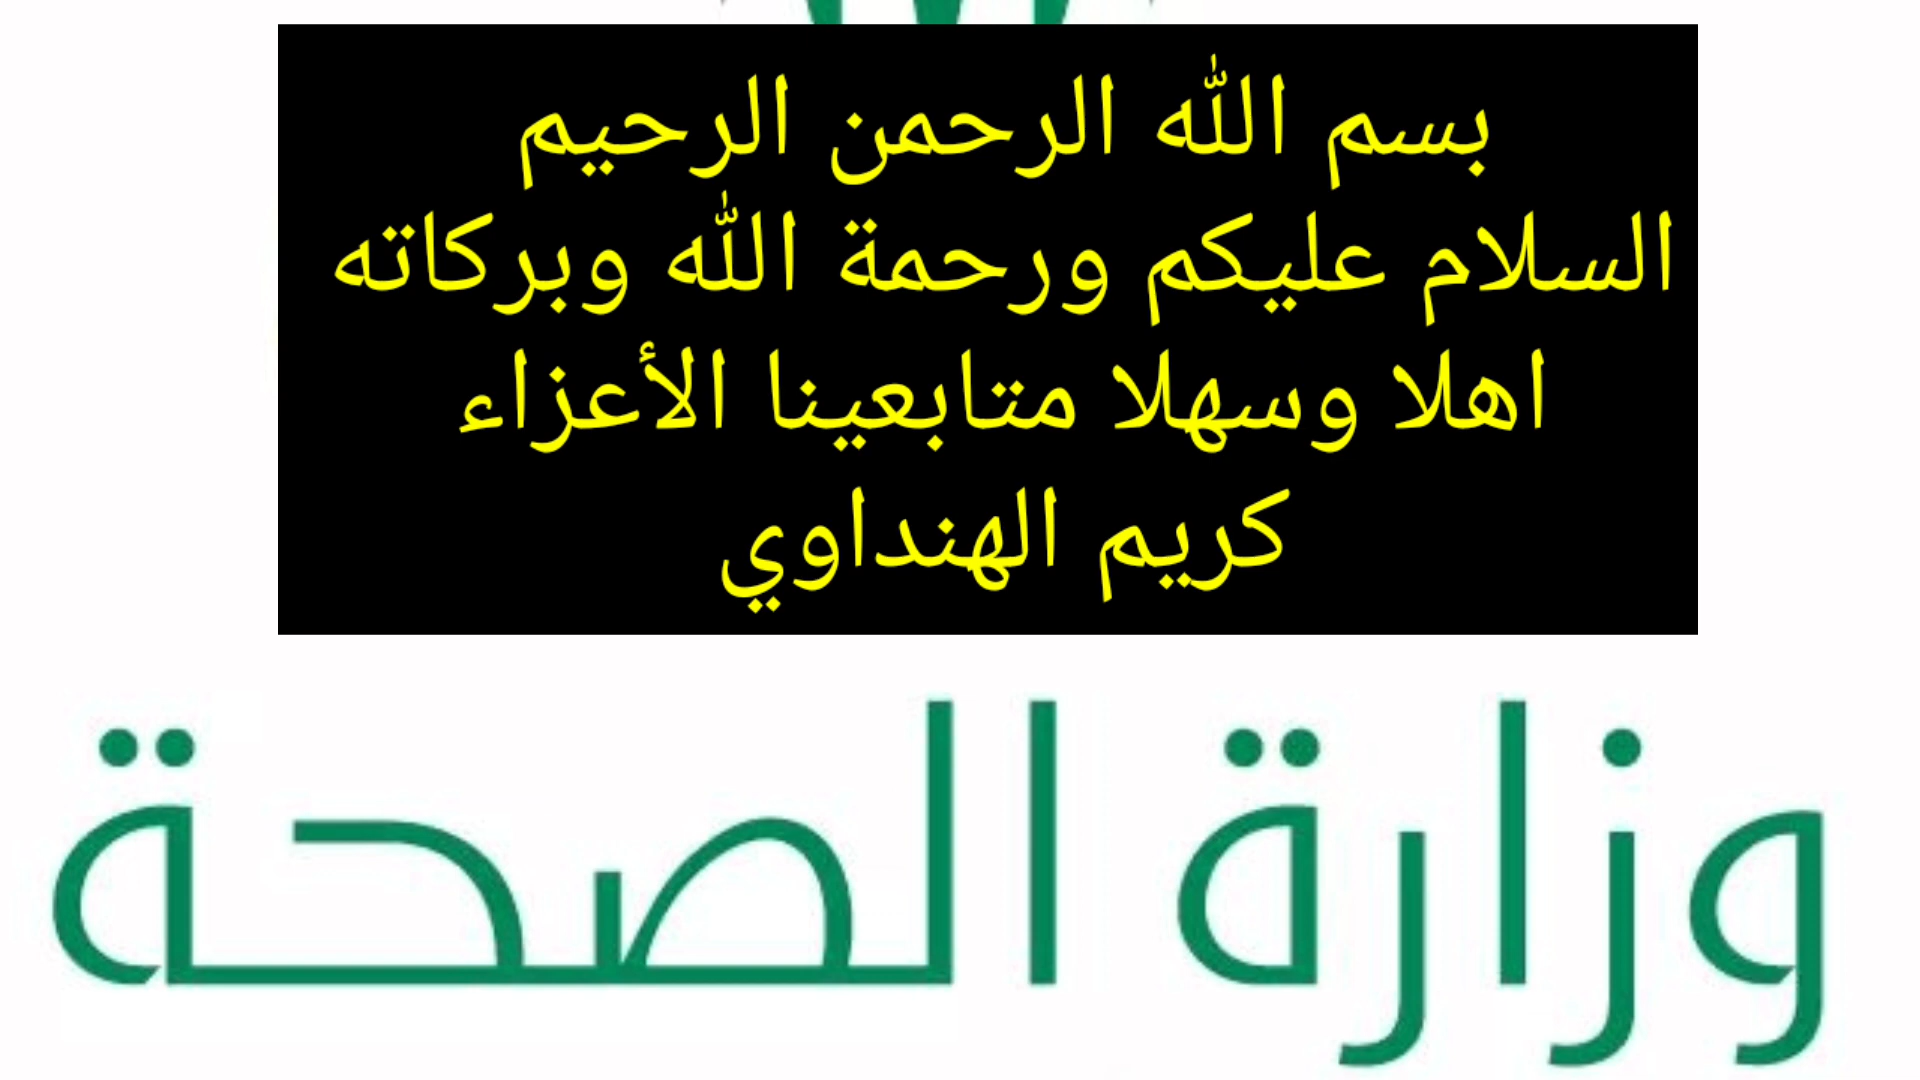 بسم الله الرحمن الرحيم
السلام عليكم ورحمة الله وبركاته
اهلا وسهلا متابعينا الأعزاء
كريم الهنداوي
وزارة الصحة